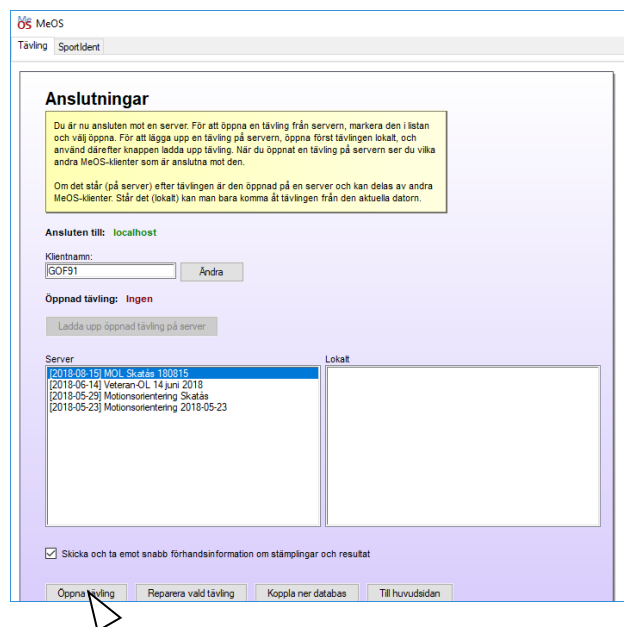 MeOS MeOS
Tävling SportIdent
Anslutningar
Du är nu ansluten mot en server. För att öppna en tävling från servern, markera den i listan
och välj öppna. För att lägga upp en tävling på servern, öppna först tävlingen lokalt, och
använd därefter knappen ladda upp tävling. När du öppnat en tävling på servern ser du vilka
andra MeOS-klienter som är anslutna mot den.
Om det står (på server) efter tävlingen är den öppnad på en server och kan delas av andra
MeOS-klienter. Står det (lokalt) kan man bara komma åt tävlingen från den aktuella datorn.
Ansluten till: localhost
Klientnamn:
GOF91 Ändra
Öppnad tävling: Ingen
Ladda upp öppnad tävling på server
Server Lokalt
[2018-08-15] MOL Skatås 180815
[2018-06-14] Veteran-OL 14 juni 2018
[2018-05-29] Motionsorientering Skatås
[2018-05-23] Motionsorientering 2018-05-23
Skicka och ta emot snabb förhandsinformation om stämplingar och resultat
Öppna tävling Reparera vald tävling Koppla ner databas Till huvudsidan